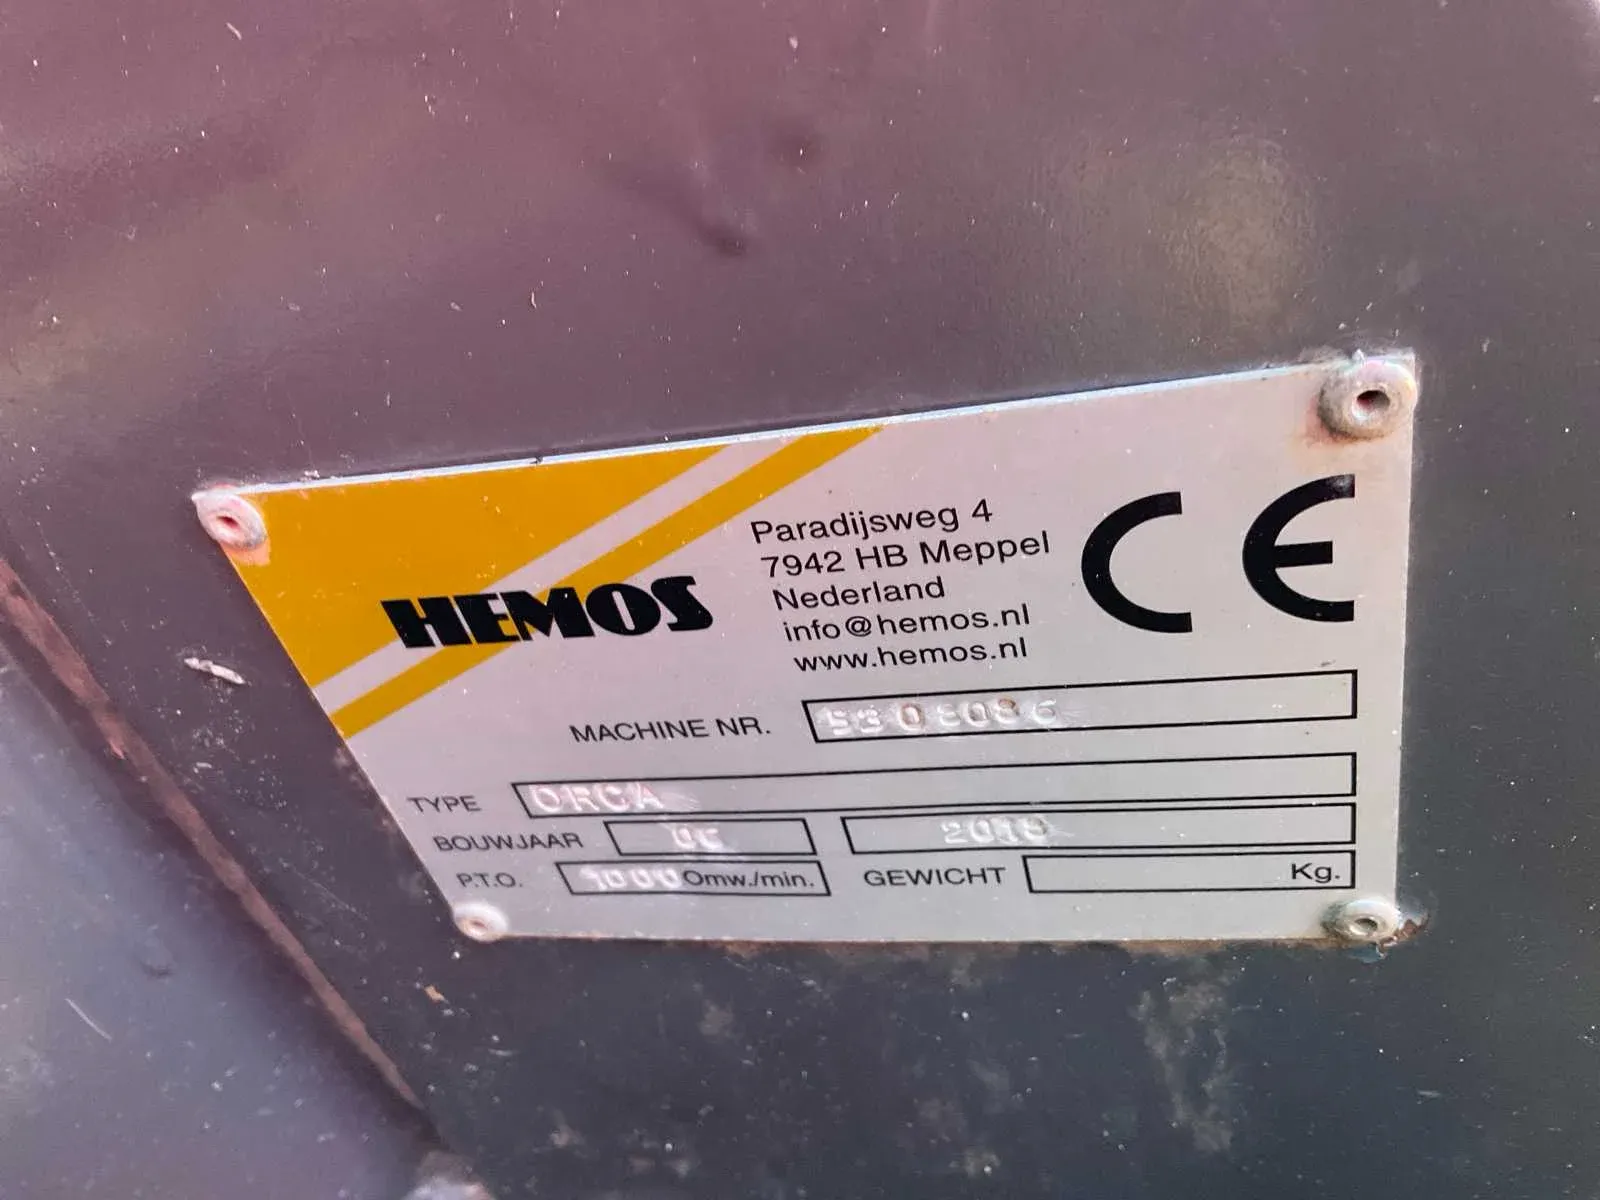 HEMOS
Paradijsweg 4
7942 HB Meppel
Nederland
info@hemos.nl
www.hemos.nl
CE
MACHINE NR.
TYPE ORCA
BOUWJAAR
P.T.O. 1000 Omw./min. GEWICHT Kg.